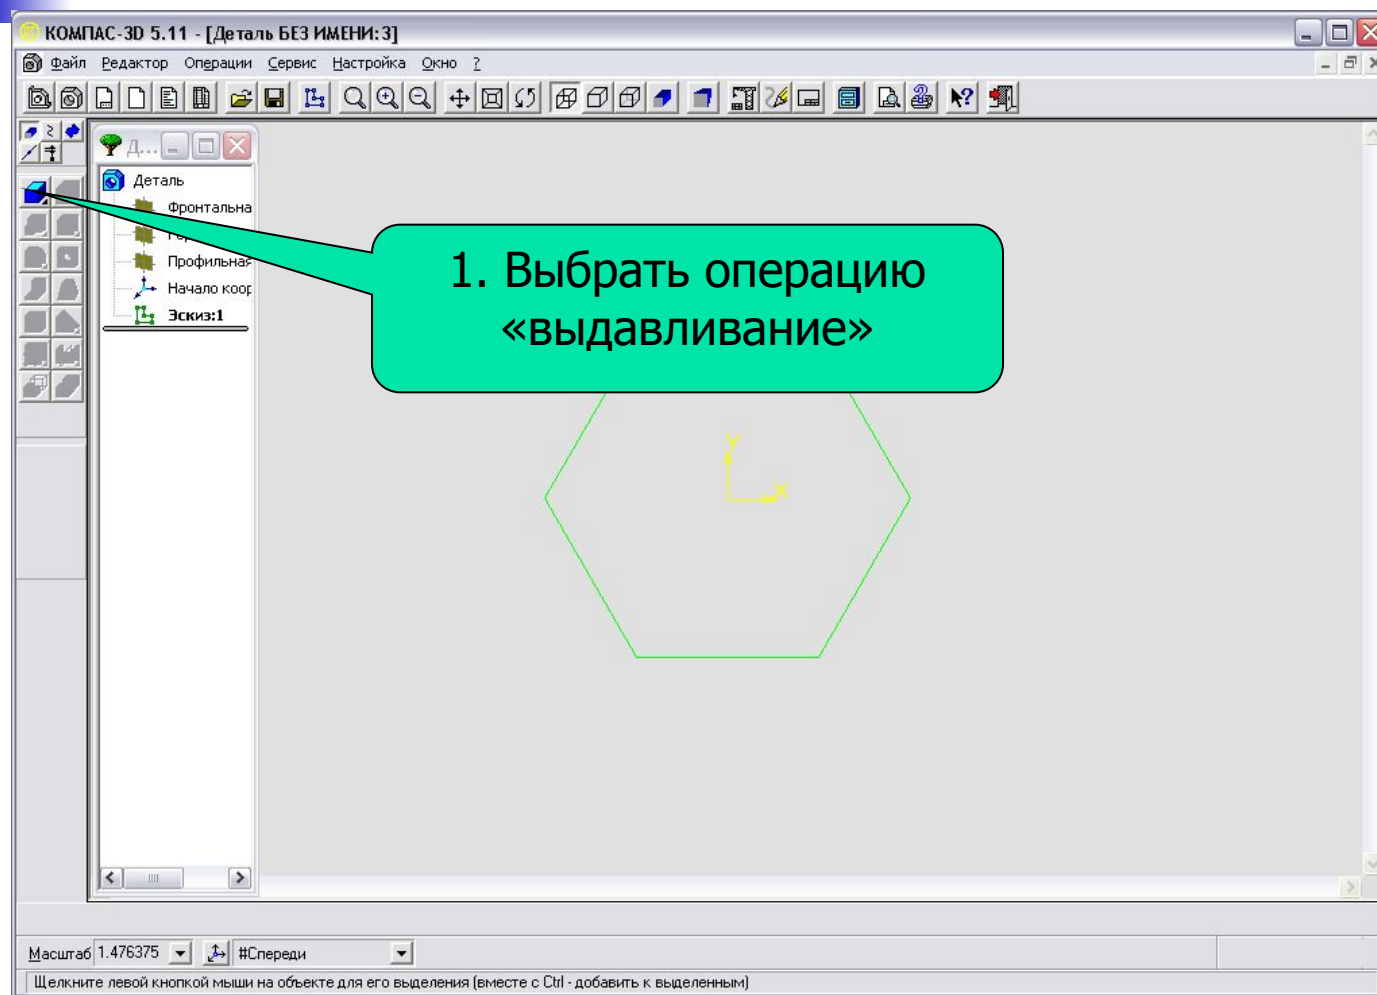 КОМПАС-3D 5.11 - [Деталь БЕЗ ИМЕНИ:3]
Файл Редактор Операции Сервис Настройка Окно ?
Д...
Деталь
Фронтальна
Профильная
Начало коор
Эскиз:1
1. Выбрать операцию
«выдавливание»
Y
X
Масштаб 1.476375 #Спереди
Щелкните левой кнопкой мыши на объекте для его выделения (вместе с Ctrl - добавить к выделенным)